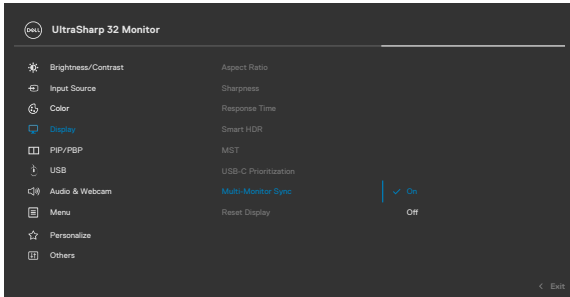 DELL
UltraSharp 32 Monitor
Brightness/Contrast
Input Source
Color
Display
PIP/PBP
USB
Audio & Webcam
Menu
Personalize
Others
Aspect Ratio
Sharpness
Response Time
Smart HDR
MST
USB-C Prioritization
Multi-Monitor Sync
Reset Display
On
Off
Exit